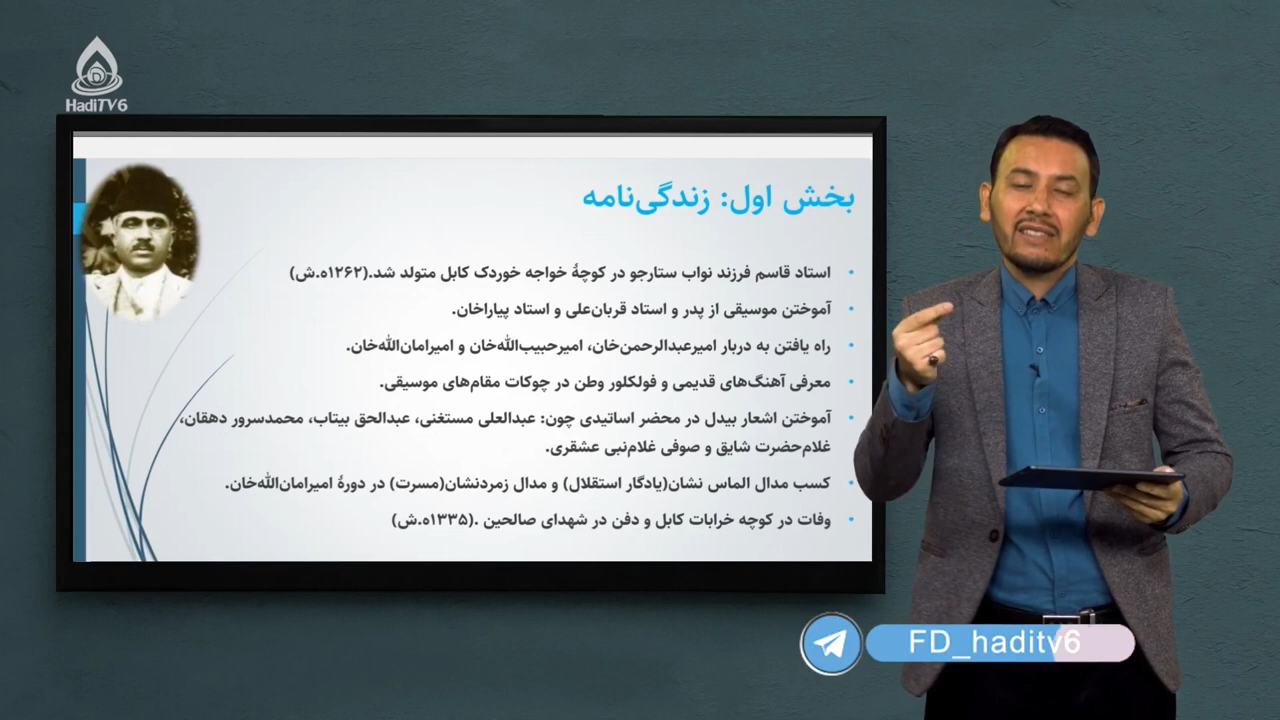 HadiTV6
بخش اول: زندگی‌نامه
استاد قاسم فرزند نواب ستارجو در کوچهٔ خواجه خوردک کابل متولد شد.(۱۲۶۲ه.ش)
آموختن موسیقی از پدر و استاد قربان‌علی و استاد پیاراخان.
راه یافتن به دربار امیرعبدالرحمن‌خان، امیرحبیب‌الله‌خان و امیرامان‌الله‌خان.
معرفی آهنگ‌های قدیمی و فولکلور وطن در چوکات مقام‌های موسیقی.
آموختن اشعار بیدل در محضر اساتیدی چون: عبدالعلی مستغنی، عبدالحق بیتاب، محمدسرور دهقان،
غلام‌حضرت شایق و صوفی غلام‌نبی عشقری.
کسب مدال الماس نشان(یادگار استقلال) و مدال زمردنشان(مسرت) در دورهٔ امیرامان‌الله‌خان.
وفات در کوچه خرابات کابل و دفن در شهدای صالحین .(۱۳۳۵ه.ش)
FD_haditv6